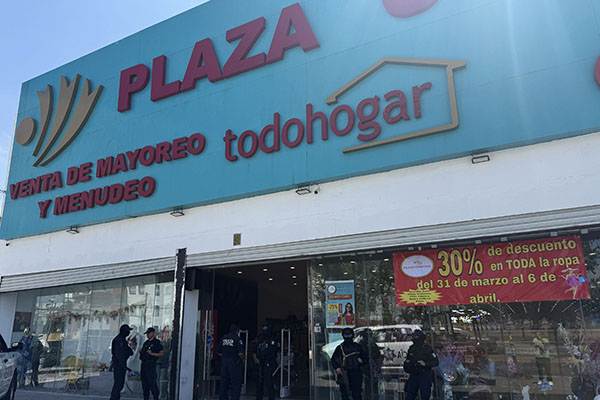 PLAZA
todohogar
VENTA DE MAYOREO
Y MENUDEO
30% de descuento
en TODA la ropa
del 31 de marzo al 6 de
abril.